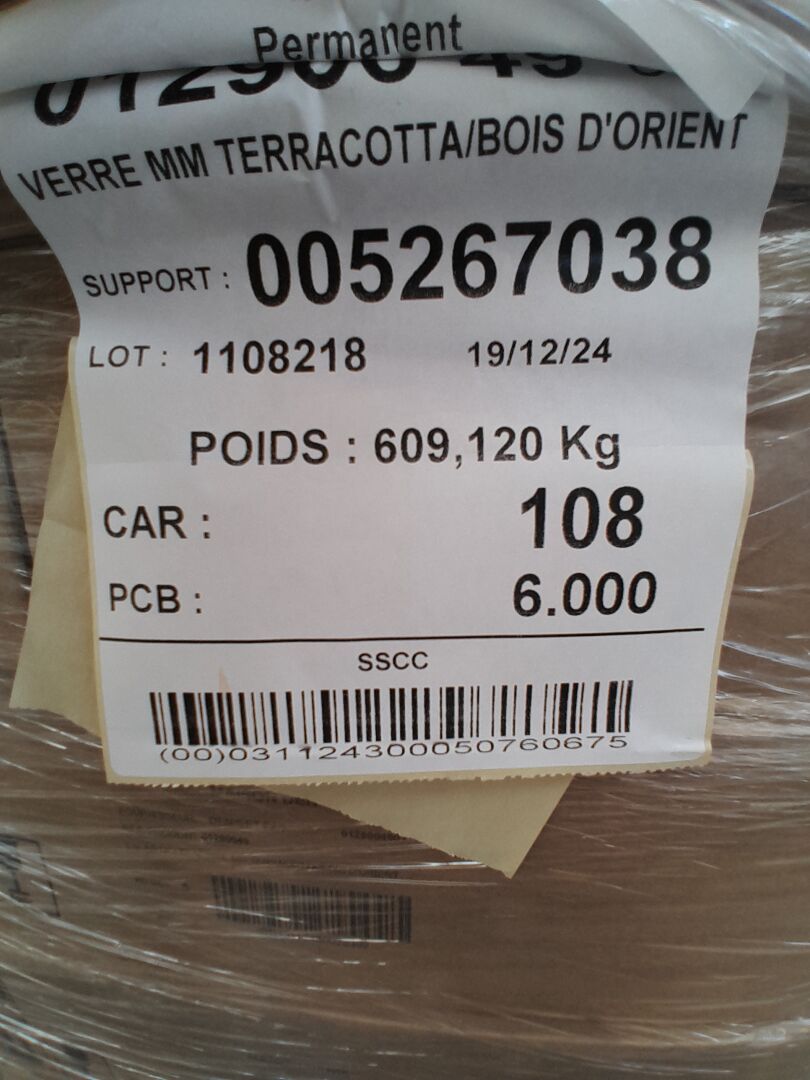 Permanent
VERRE MM TERRACOTTA/BOIS D'ORIENT
SUPPORT : 005267038
LOT : 1108218 19/12/24
POIDS : 609,120 Kg
CAR : 108
PCB : 6.000
SSCC
(00)031124300050760675